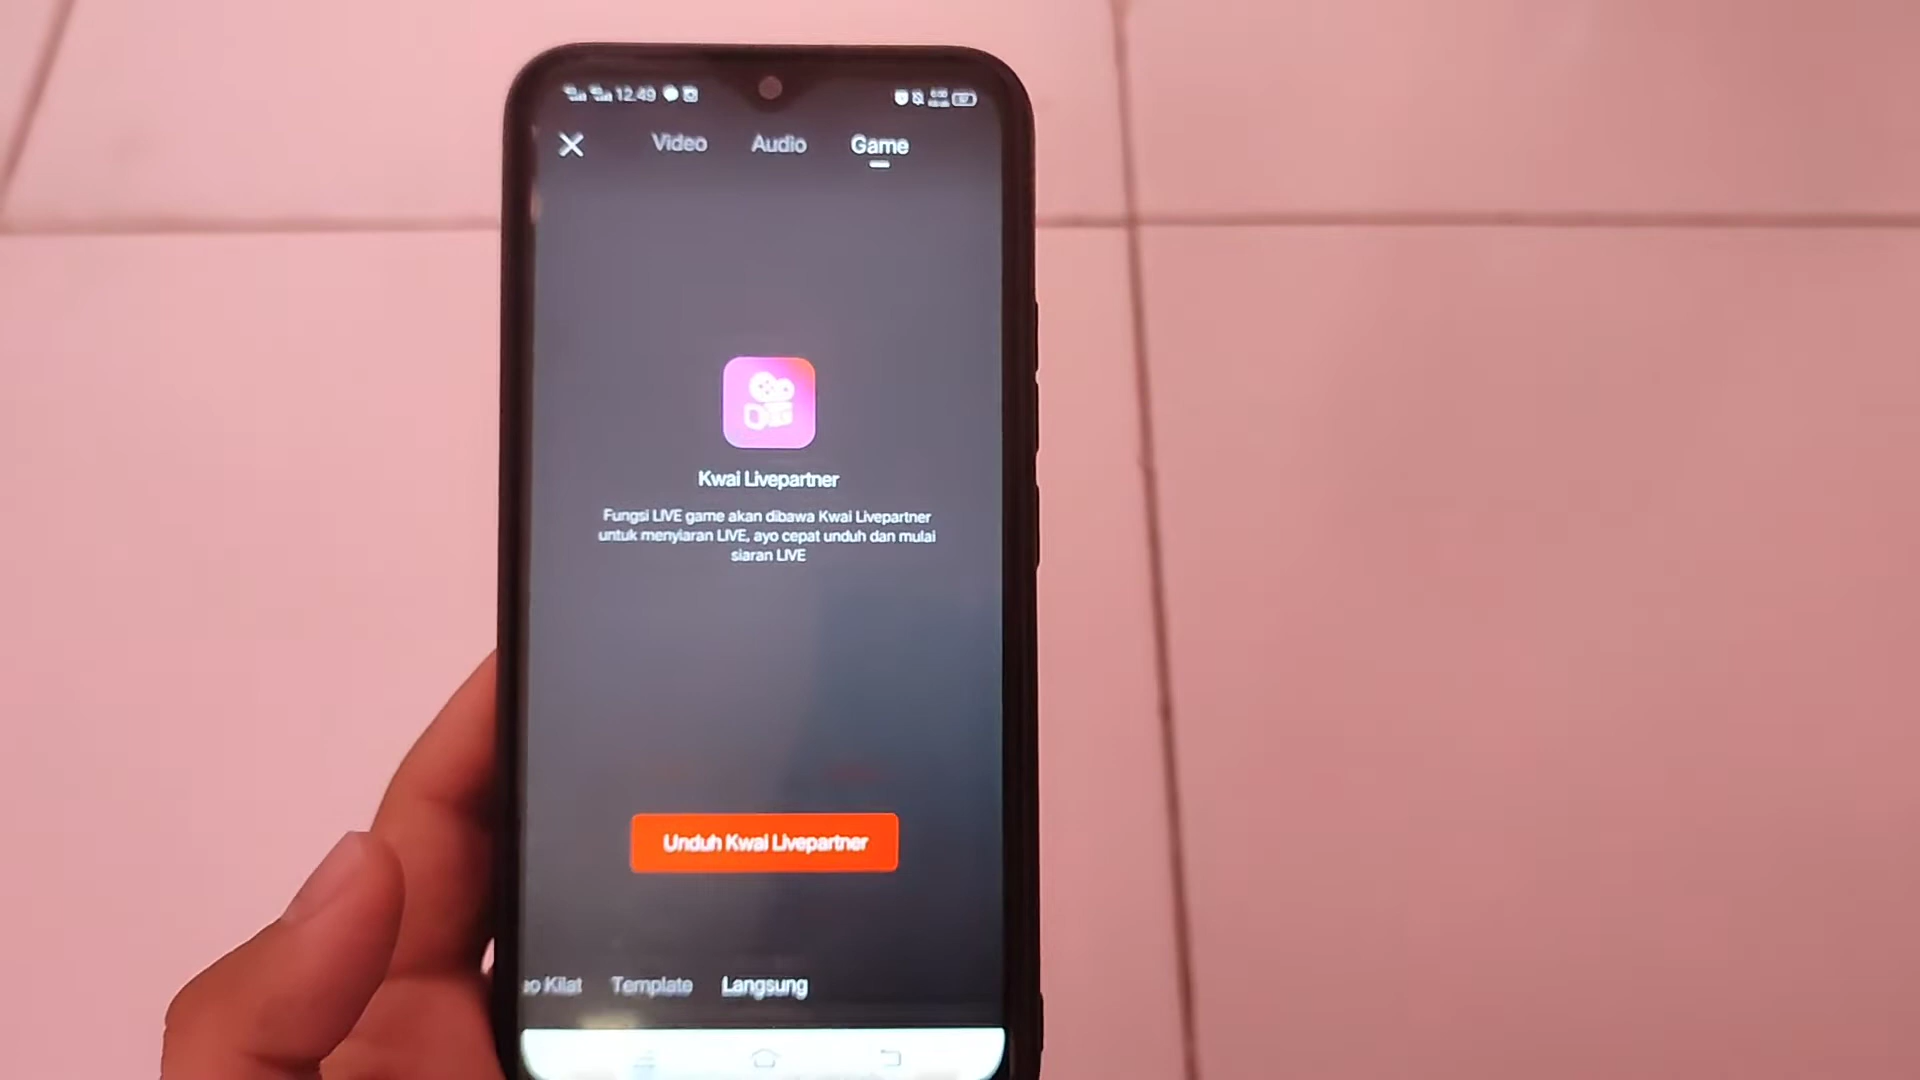 12.49
Video Audio Game
Kwai Livepartner
Fungsi LIVE game akan dibawa Kwai Livepartner
untuk menyiaran LIVE, ayo cepat unduh dan mulai
siaran LIVE
Unduh Kwai Livepartner
eo Kilat Template Langsung